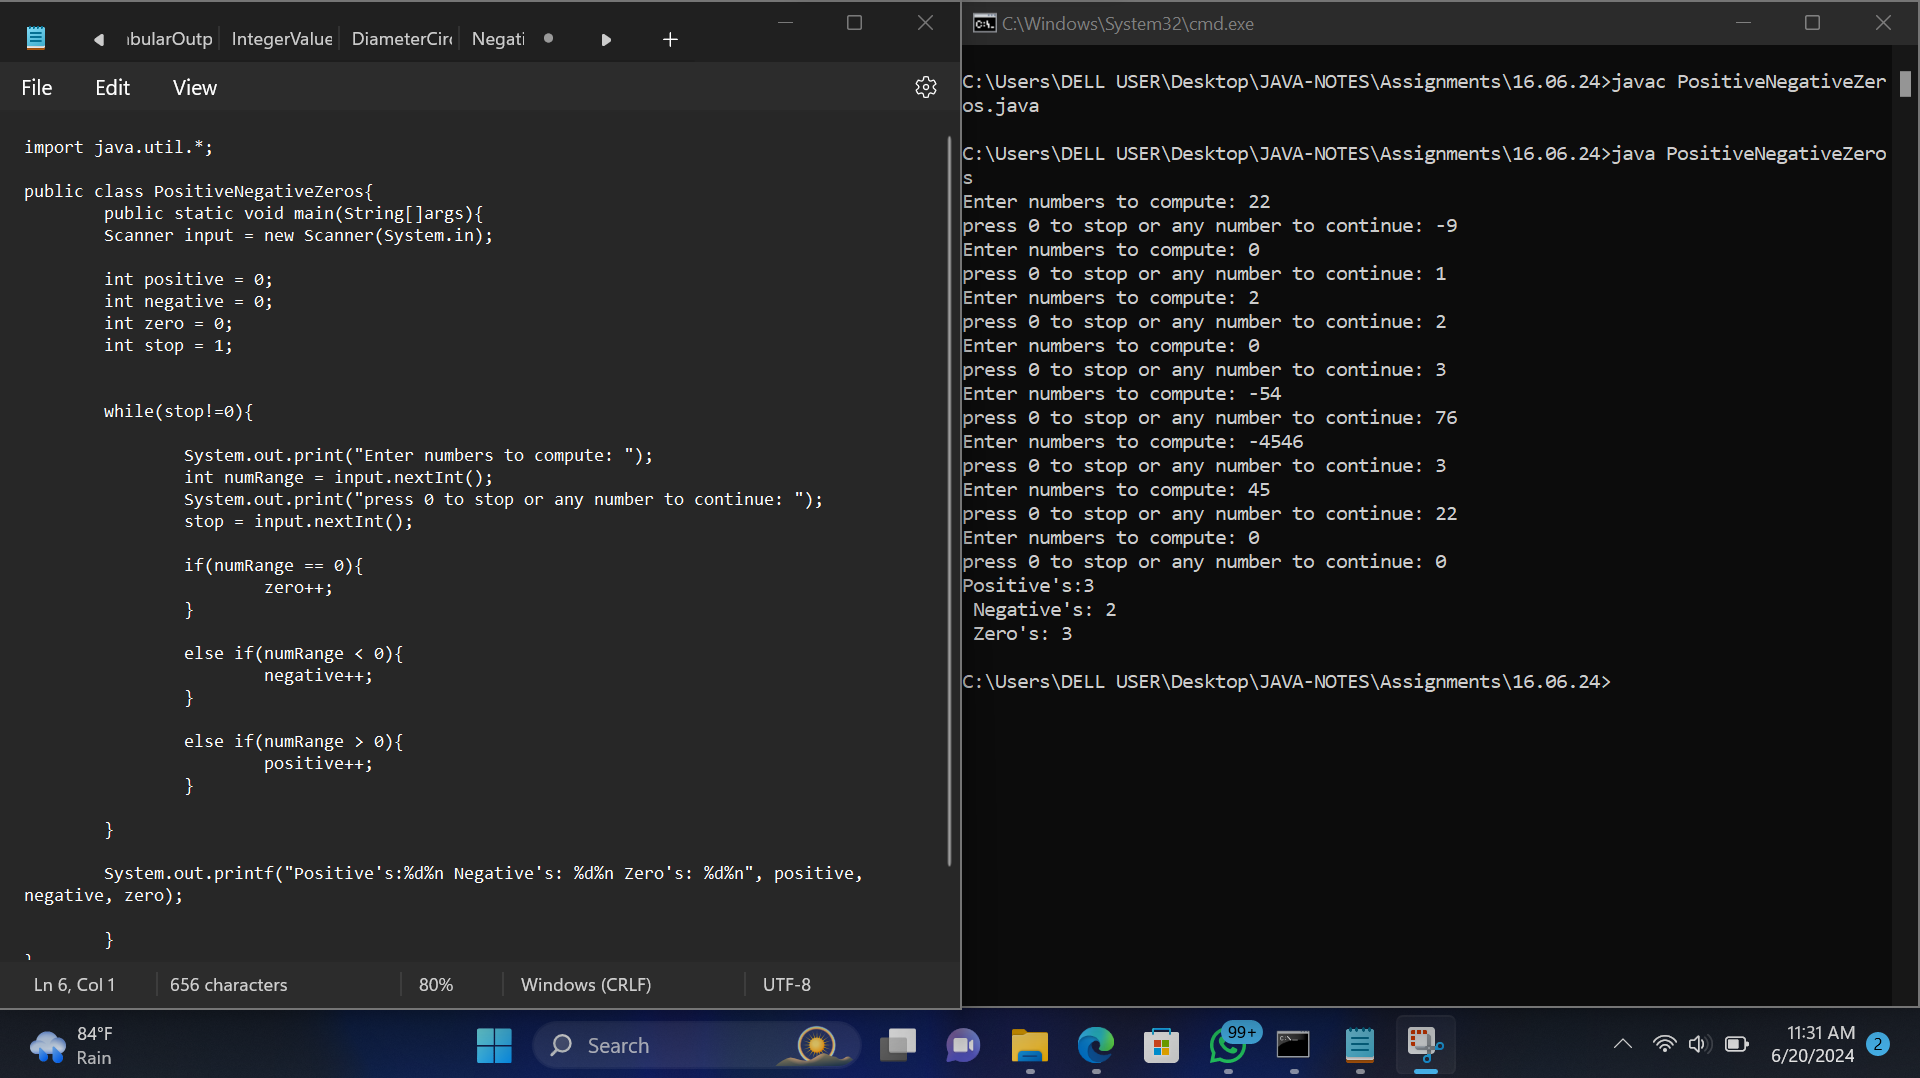 ıbularOutp IntegerValue DiameterCirc Negati
File Edit View
import java.util.*;
public class PositiveNegativeZeros{
public static void main(String[]args){
Scanner input = new Scanner(System.in);
int positive = 0;
int negative = 0;
int zero = 0;
int stop = 1;
while(stop!=0){
System.out.print("Enter numbers to compute: ");
int numRange = input.nextInt();
System.out.print("press 0 to stop or any number to continue: ");
stop = input.nextInt();
if(numRange == 0){
zero++;
}
else if(numRange < 0){
negative++;
}
else if(numRange > 0){
positive++;
}
}
System.out.printf("Positive's:%d%n Negative's: %d%n Zero's: %d%n", positive,
negative, zero);
}
Ln 6, Col 1 656 characters 80% Windows (CRLF) UTF-8
C:\Windows\System32\cmd.exe
C:\Users\DELL USER\Desktop\JAVA-NOTES\Assignments\16.06.24>javac PositiveNegativeZer
os.java
C:\Users\DELL USER\Desktop\JAVA-NOTES\Assignments\16.06.24>java PositiveNegativeZero
s
Enter numbers to compute: 22
press 0 to stop or any number to continue: -9
Enter numbers to compute: 0
press 0 to stop or any number to continue: 1
Enter numbers to compute: 2
press 0 to stop or any number to continue: 2
Enter numbers to compute: 0
press 0 to stop or any number to continue: 3
Enter numbers to compute: -54
press 0 to stop or any number to continue: 76
Enter numbers to compute: -4546
press 0 to stop or any number to continue: 3
Enter numbers to compute: 45
press 0 to stop or any number to continue: 22
Enter numbers to compute: 0
press 0 to stop or any number to continue: 0
Positive's:3
Negative's: 2
Zero's: 3
C:\Users\DELL USER\Desktop\JAVA-NOTES\Assignments\16.06.24>
84°F
Rain
Search
99+
11:31 AM
6/20/2024
2